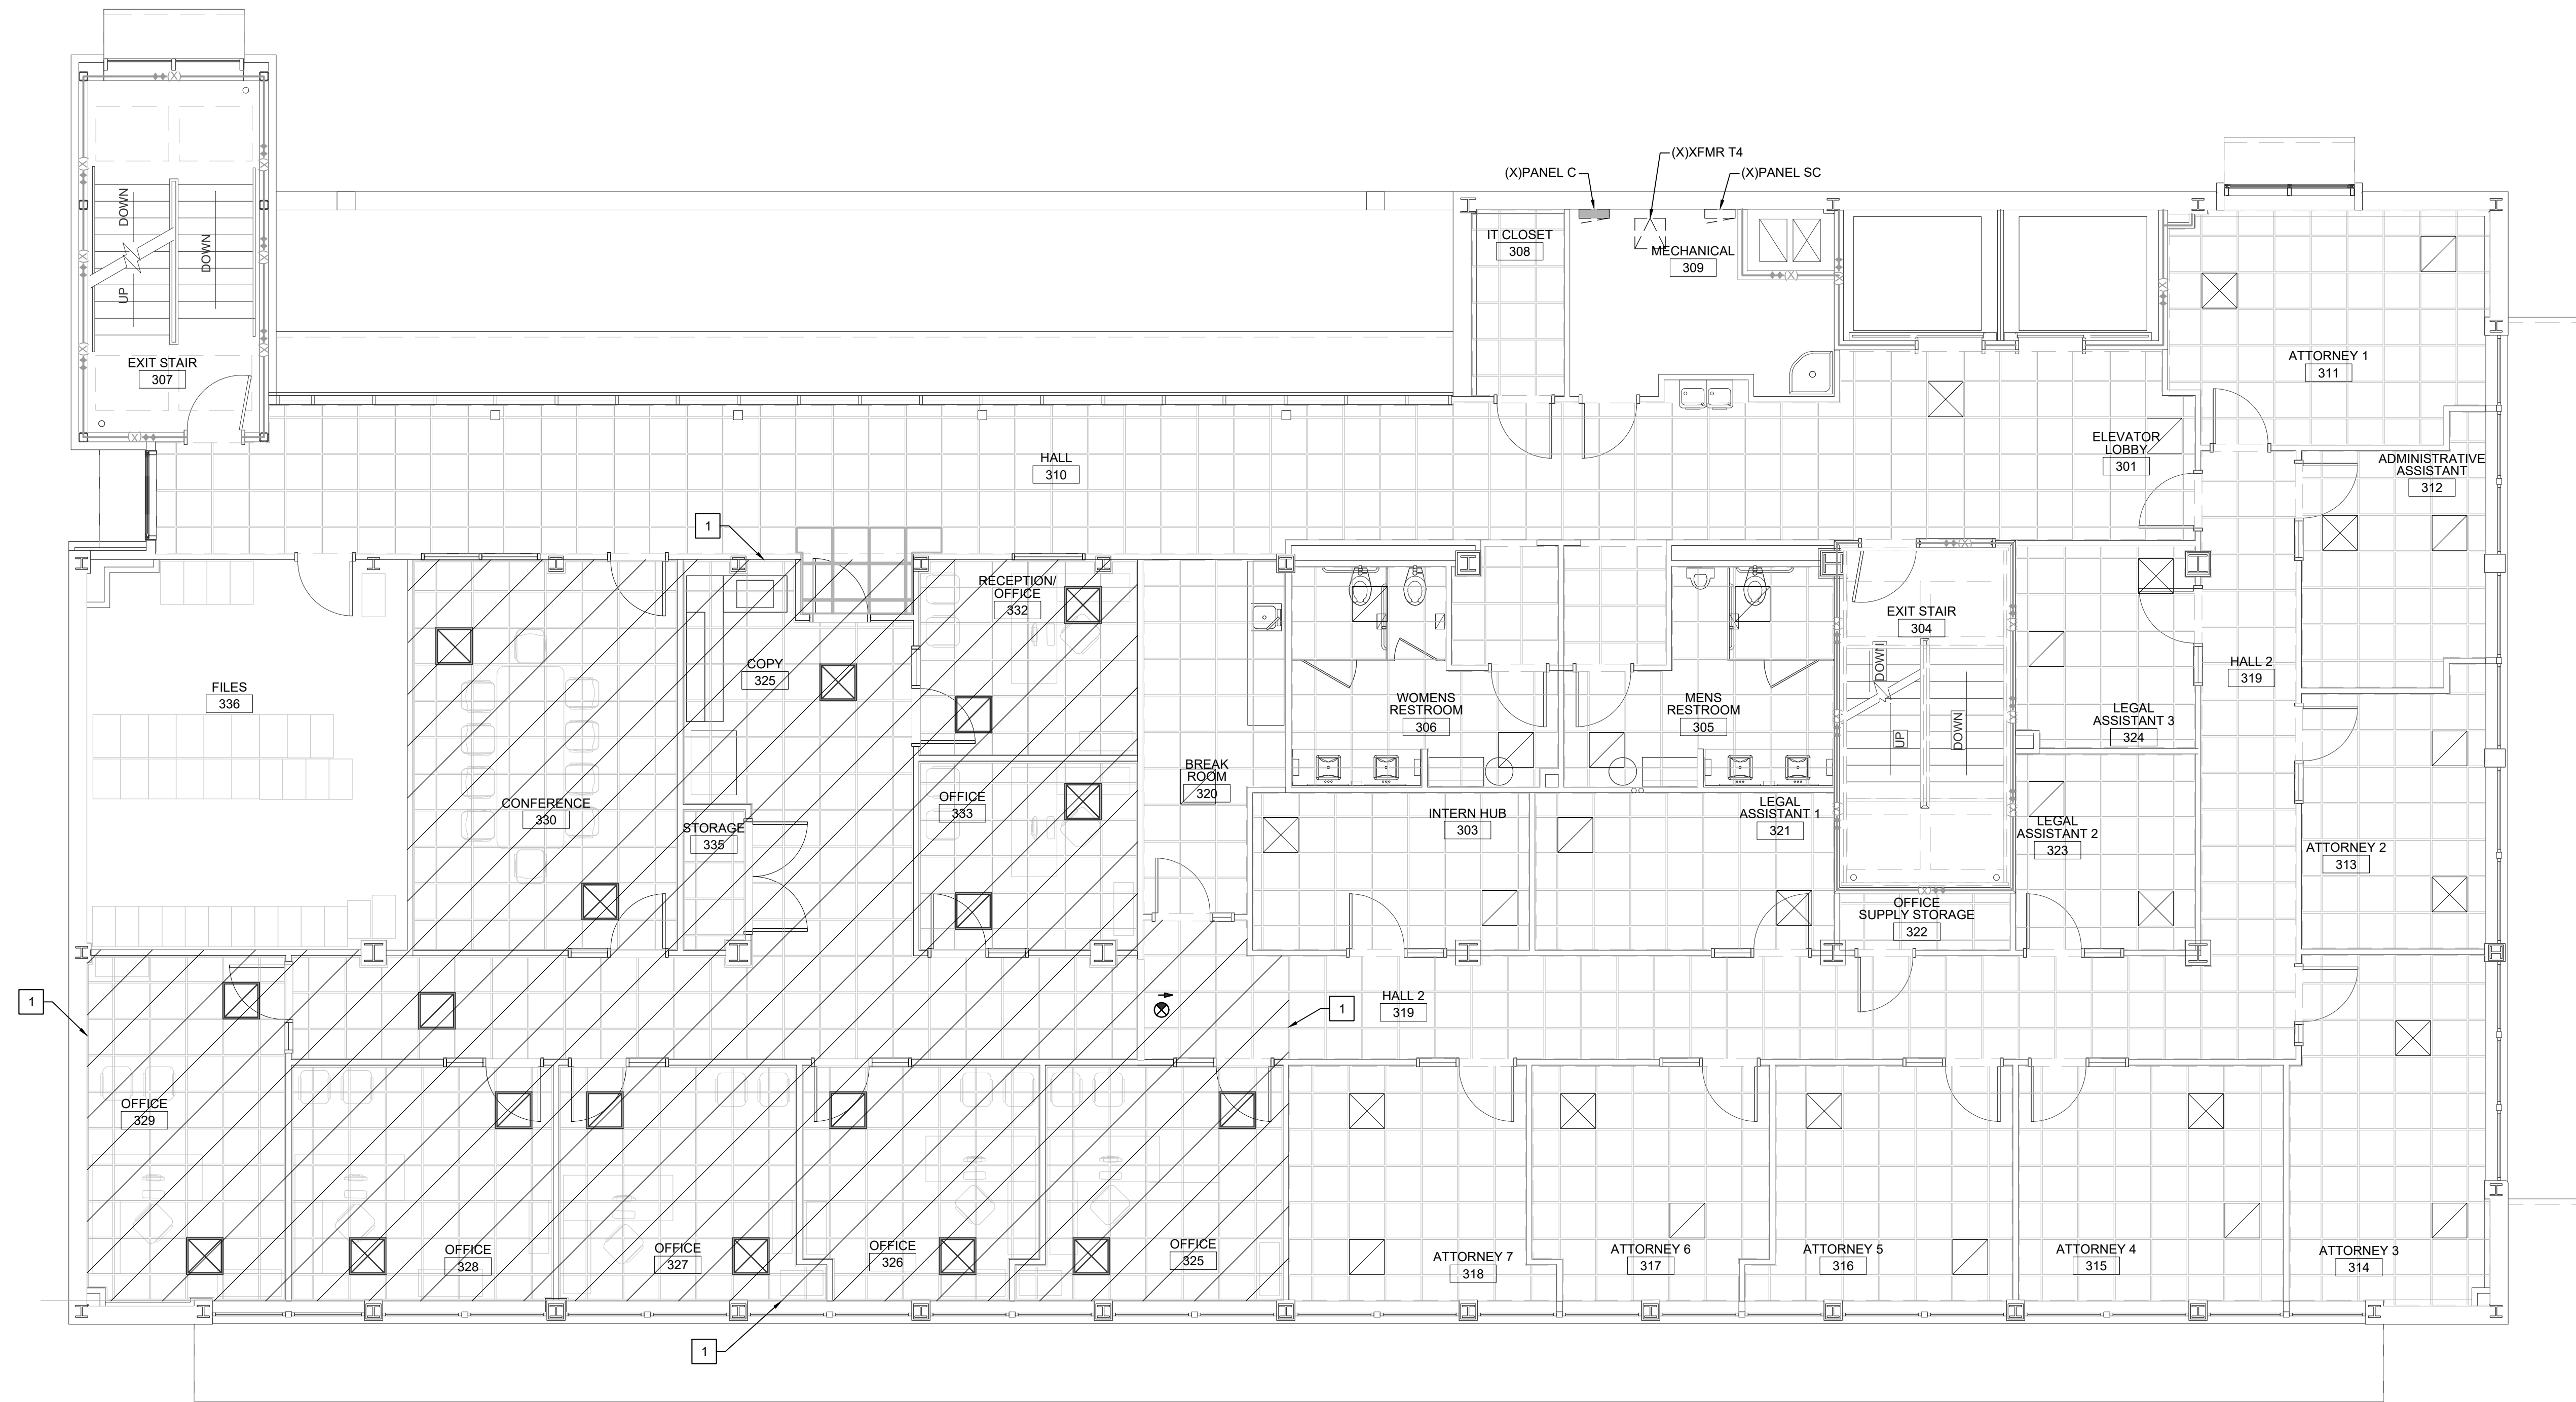 (X)XFMR T4
(X)PANEL C
(X)PANEL SC
DOWN
DOWN
UP
EXIT STAIR
307
IT CLOSET
308
MECHANICAL
309
ATTORNEY 1
311
HALL
310
ELEVATOR
LOBBY
301
ADMINISTRATIVE
ASSISTANT
312
1
RECEPTION/
OFFICE
332
EXIT STAIR
304
COPY
325
FILES
336
WOMENS
RESTROOM
306
MENS
RESTROOM
305
DOWN
UP
DOWN
LEGAL
ASSISTANT 3
324
HALL 2
319
BREAK
ROOM
320
CONFERENCE
330
STORAGE
335
OFFICE
333
INTERN HUB
303
LEGAL
ASSISTANT 1
321
LEGAL
ASSISTANT 2
323
ATTORNEY 2
313
OFFICE
SUPPLY STORAGE
322
1
1
HALL 2
319
OFFICE
329
OFFICE
328
OFFICE
327
OFFICE
326
OFFICE
325
ATTORNEY 7
318
ATTORNEY 6
317
ATTORNEY 5
316
ATTORNEY 4
315
ATTORNEY 3
314
1
(X)
(X)
(X)
(X)
(X)